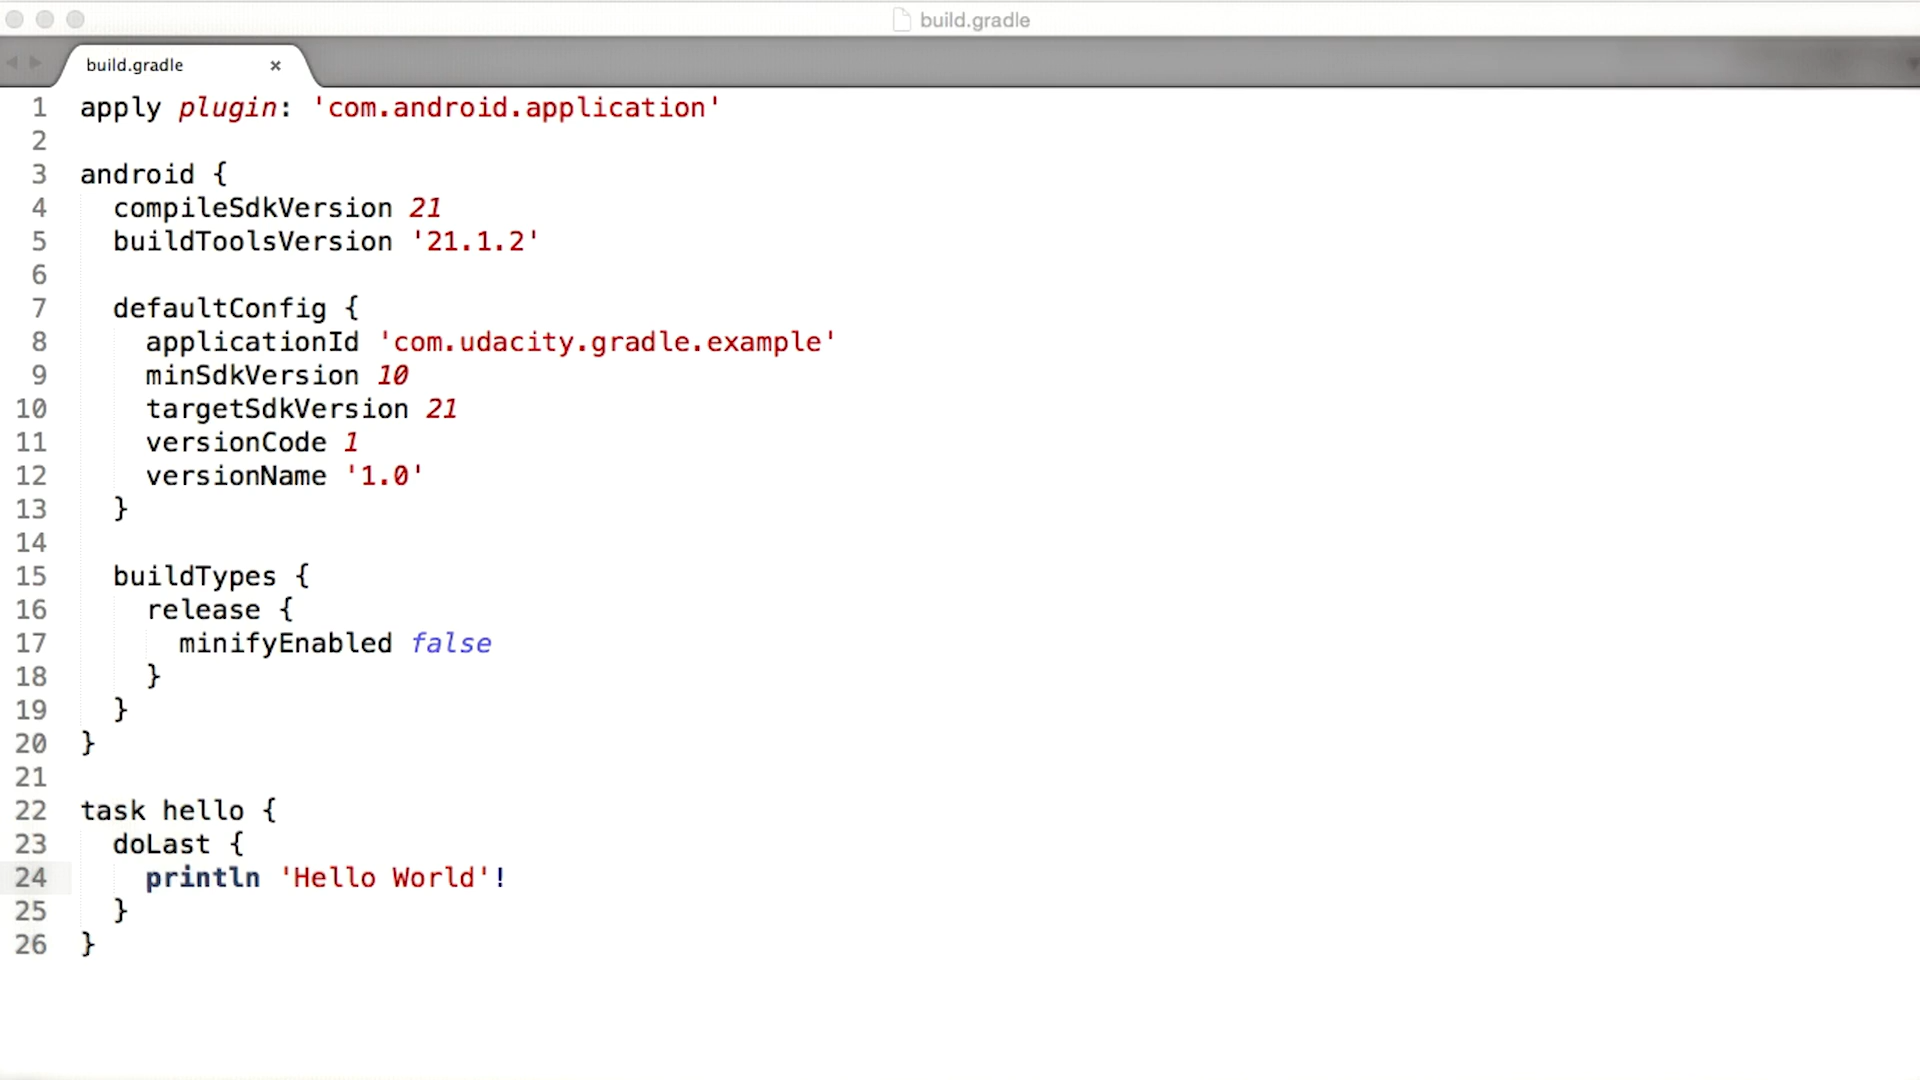 build.gradle
build.gradle ×
1 apply plugin: 'com.android.application'
2
3 android {
4   compileSdkVersion 21
5   buildToolsVersion '21.1.2'
6
7   defaultConfig {
8     applicationId 'com.udacity.gradle.example'
9     minSdkVersion 10
10     targetSdkVersion 21
11     versionCode 1
12     versionName '1.0'
13   }
14
15   buildTypes {
16     release {
17       minifyEnabled false
18     }
19   }
20 }
21
22 task hello {
23   doLast {
24     println 'Hello World'!
25   }
26 }